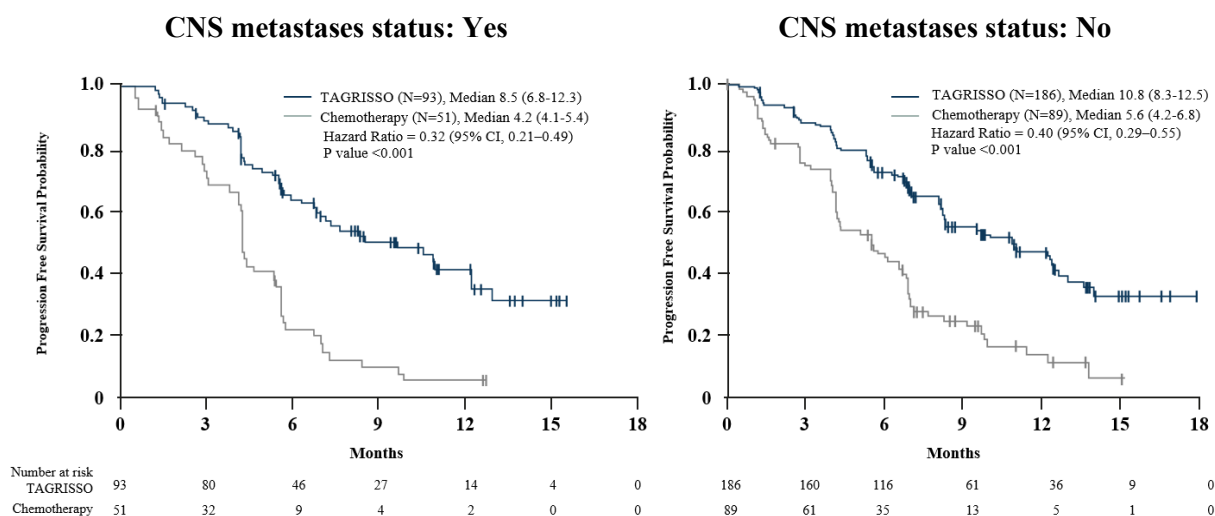 CNS metastases status: Yes
1.0
0.8
0.6
0.4
0.2
0
Progression Free Survival Probability
TAGRISSO (N=93), Median 8.5 (6.8-12.3)
Chemotherapy (N=51), Median 4.2 (4.1-5.4)
Hazard Ratio = 0.32 (95% CI, 0.21–0.49)
P value <0.001
0 3 6 9 12 15 18
Months
Number at risk
TAGRISSO 93 80 46 27 14 4 0
Chemotherapy 51 32 9 4 2 0 0
CNS metastases status: No
1.0
0.8
0.6
0.4
0.2
0
Progression Free Survival Probability
TAGRISSO (N=186), Median 10.8 (8.3-12.5)
Chemotherapy (N=89), Median 5.6 (4.2-6.8)
Hazard Ratio = 0.40 (95% CI, 0.29–0.55)
P value <0.001
0 3 6 9 12 15 18
Months
186 160 116 61 36 9 0
89 61 35 13 5 1 0